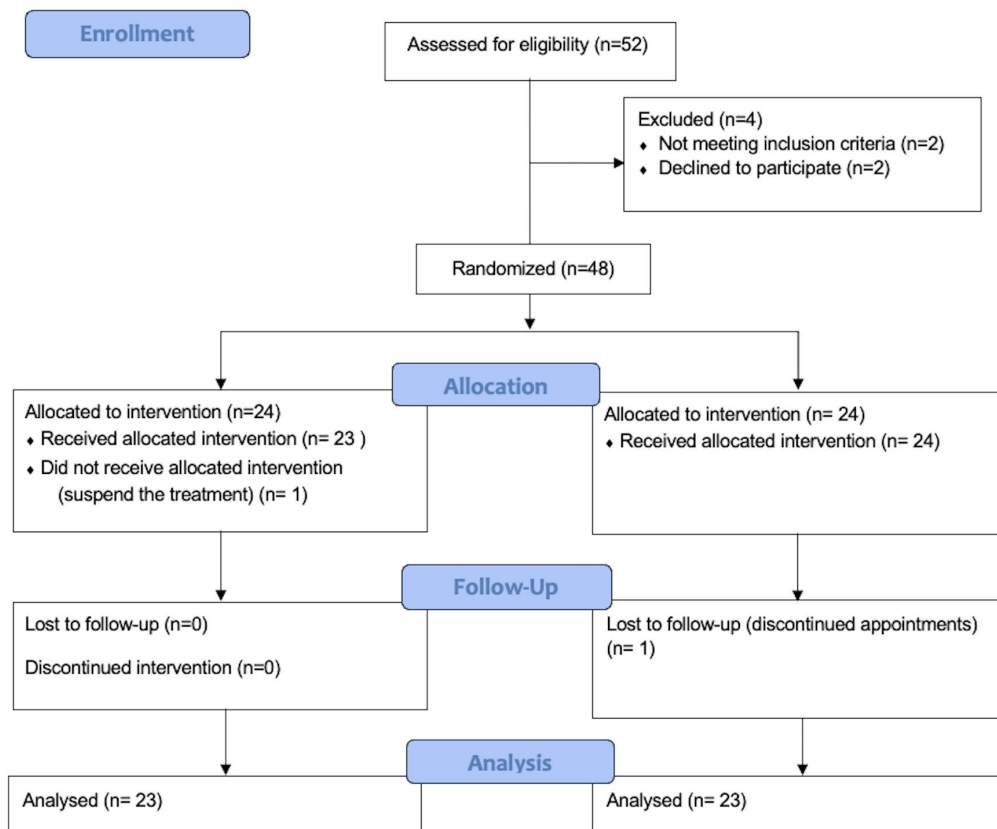 Enrollment
Assessed for eligibility (n=52)
Excluded (n=4)
♦ Not meeting inclusion criteria (n=2)
♦ Declined to participate (n=2)
Randomized (n=48)
Allocation
Allocated to intervention (n=24)
♦ Received allocated intervention (n= 23 )
♦ Did not receive allocated intervention
(suspend the treatment) (n= 1)
Allocated to intervention (n= 24)
♦ Received allocated intervention (n= 24)
Follow-Up
Lost to follow-up (n=0)
Discontinued intervention (n=0)
Lost to follow-up (discontinued appointments)
(n= 1)
Analysis
Analysed (n= 23)
Analysed (n= 23)